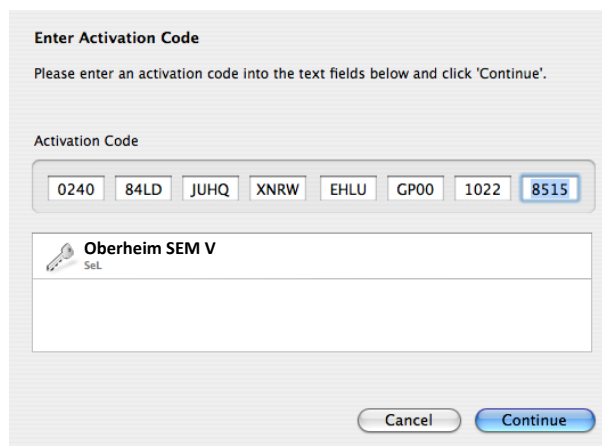 Enter Activation Code
Please enter an activation code into the text fields below and click 'Continue'.
Activation Code
0240 84LD JUHQ XNRW EHLU GP00 1022 8515
Oberheim SEM V
SeL
Cancel Continue